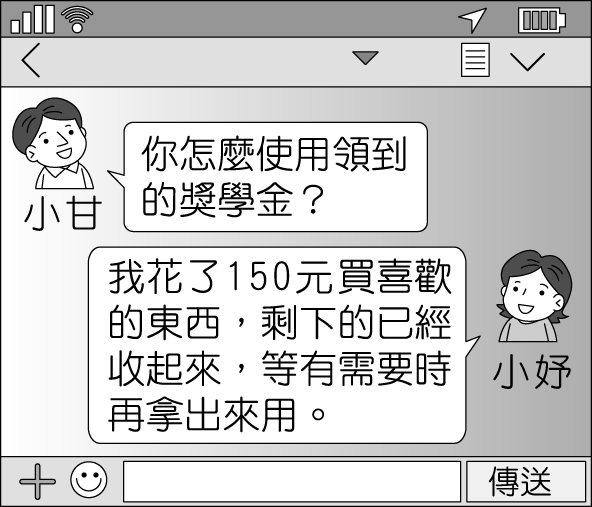 你怎麼使用領到
的獎學金？
小甘
我花了150元買喜歡
的東西，剩下的已經
收起來，等有需要時
再拿出來用。
小妤
傳送